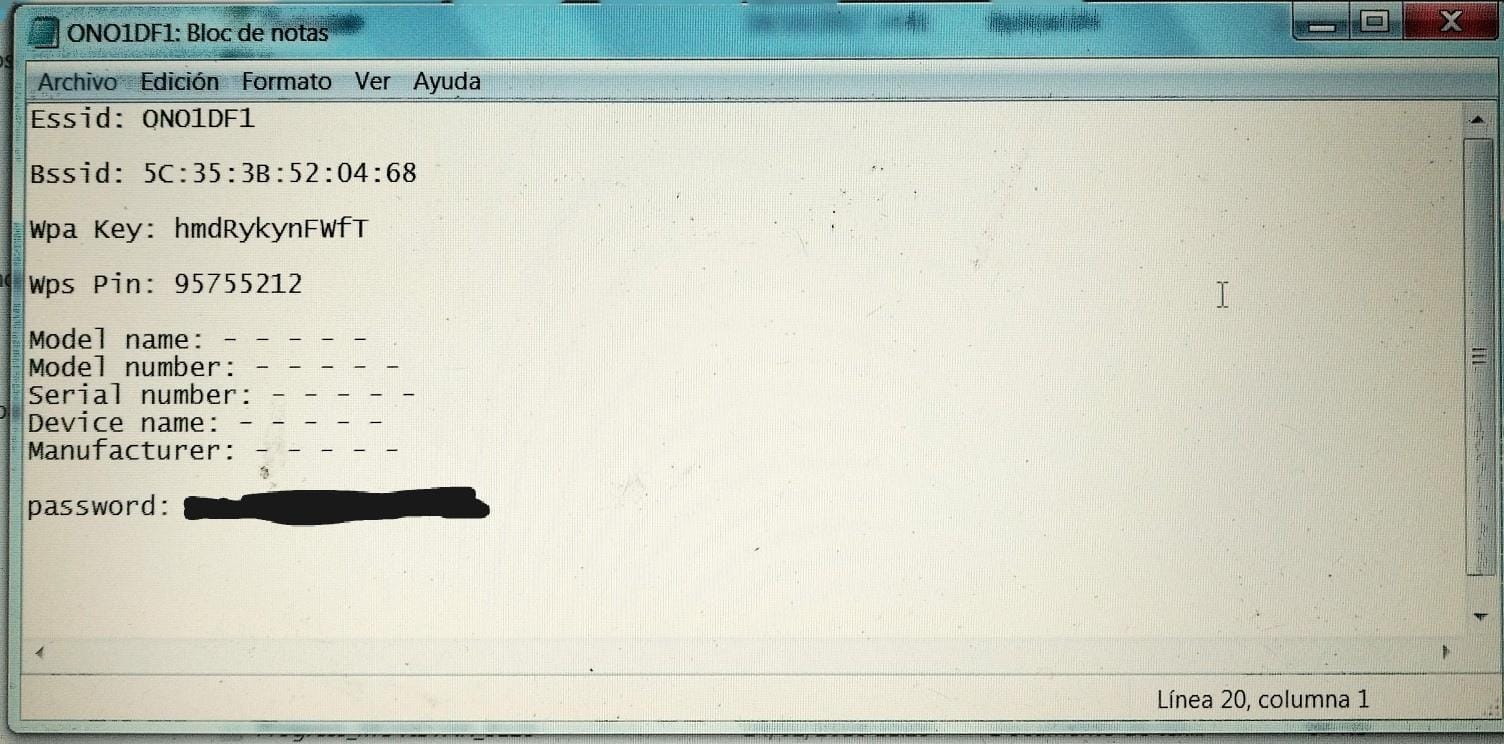 ONO1DF1: Bloc de notas
Archivo Edición Formato Ver Ayuda
Essid: ONO1DF1
Bssid: 5C:35:3B:52:04:68
Wpa Key: hmdRykynFWfT
Wps Pin: 95755212
Model name: - - - - -
Model number: - - - - -
Serial number: - - - - -
Device name: - - - - -
Manufacturer: - - - - -
password:
Línea 20, columna 1